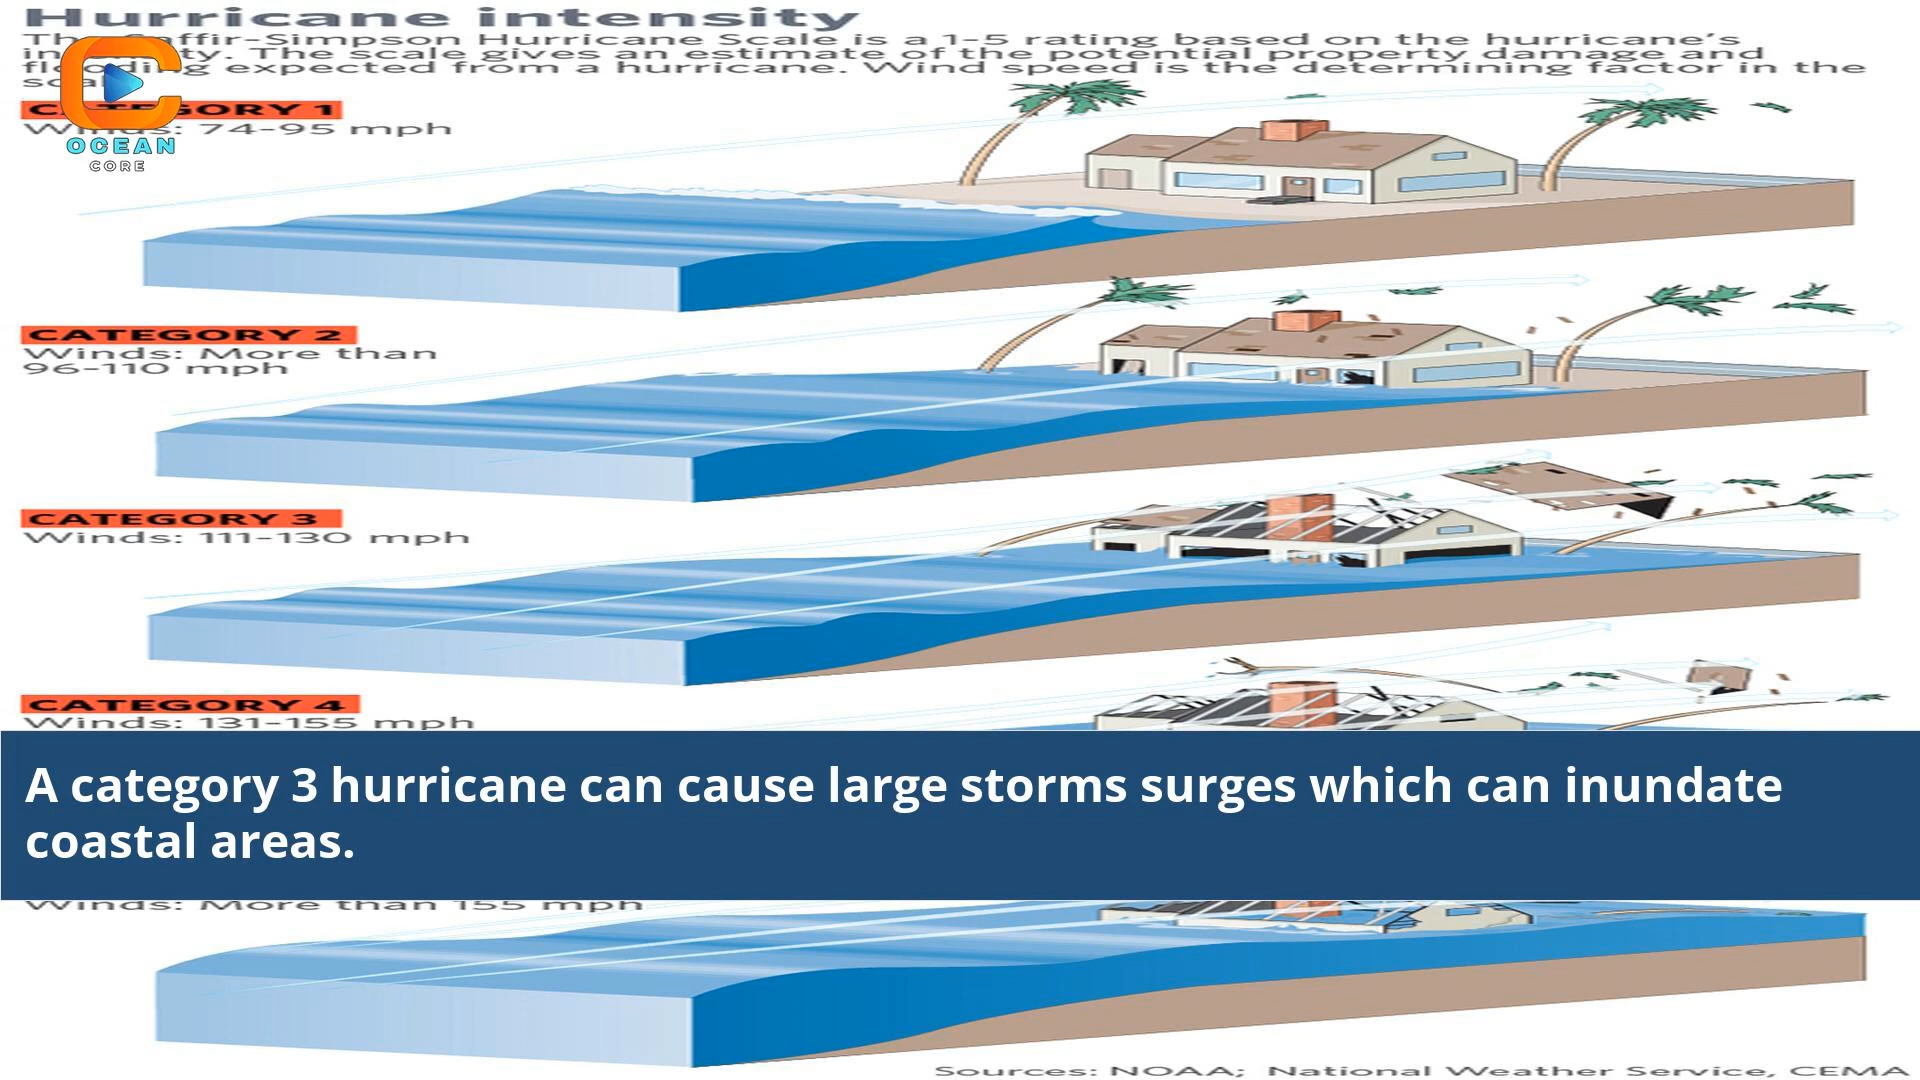 Hurricane intensity
The Saffir-Simpson Hurricane Scale is a 1-5 rating based on the hurricane's
intensity. The scale gives an estimate of the potential property damage and
flooding expected from a hurricane. Wind speed is the determining factor in the
CATEGORY 1
Winds: 74-95 mph
OCEAN
CORE
CATEGORY 2
Winds: More than
96-110 mph
CATEGORY 3
Winds: 111-130 mph
CATEGORY 4
Winds: 131-155 mph
A category 3 hurricane can cause large storms surges which can inundate
coastal areas.
Winds: More than 155 mph
Sources: NOAA; National Weather Service, CEMA